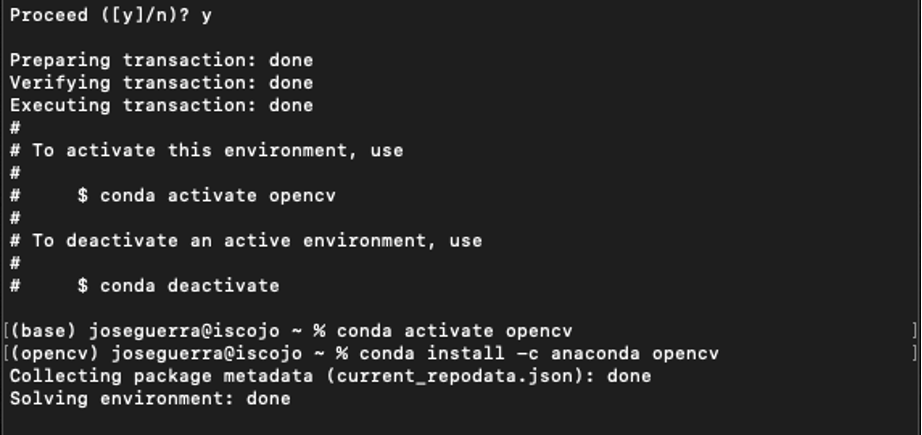 Proceed ([y]/n)? y
Preparing transaction: done
Verifying transaction: done
Executing transaction: done
#
# To activate this environment, use
#
#     $ conda activate opencv
#
# To deactivate an active environment, use
#
#     $ conda deactivate
[(base) joseguerra@iscojo ~ % conda activate opencv ]
[(opencv) joseguerra@iscojo ~ % conda install -c anaconda opencv ]
Collecting package metadata (current_repodata.json): done
Solving environment: done